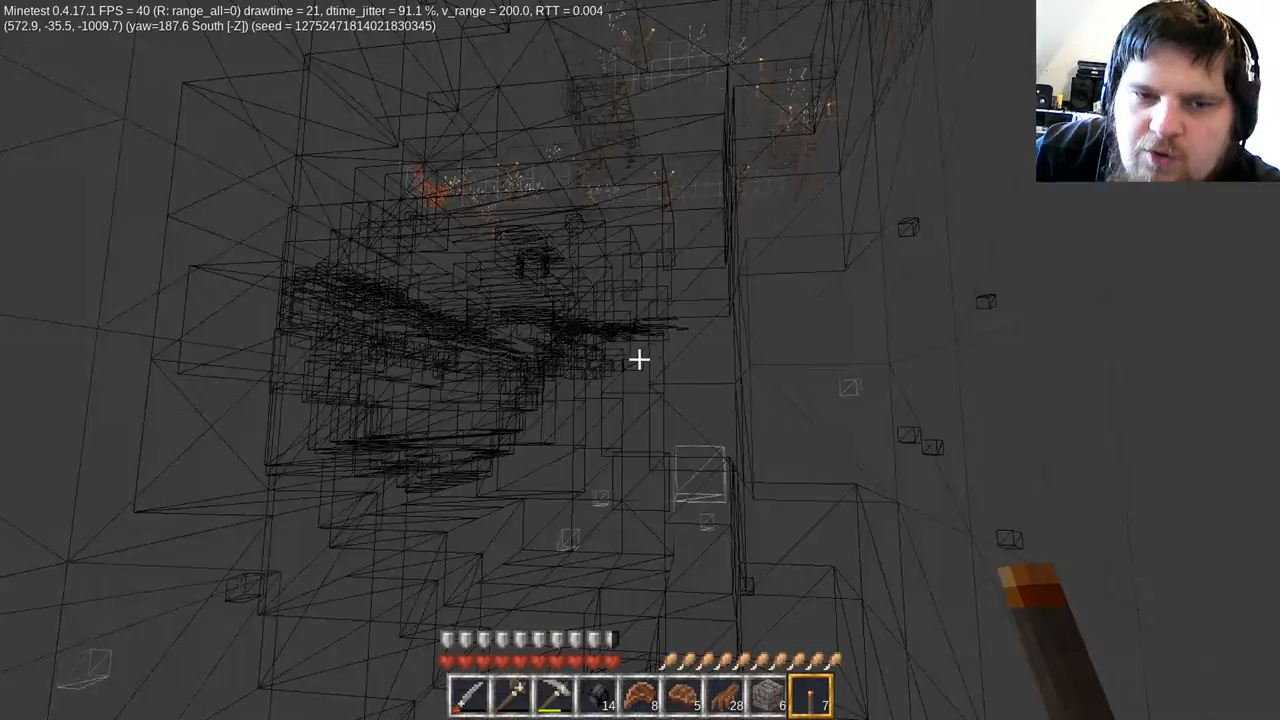 Minetest 0.4.17.1 FPS = 40 (R: range_all=0) drawtime = 21, dtime_jitter = 91.1 %, v_range = 200.0, RTT = 0.004
(572.9, -35.5, -1009.7) (yaw=187.6 South [-Z]) (seed = 12752471814021830345)
14 8 5 28 6 7